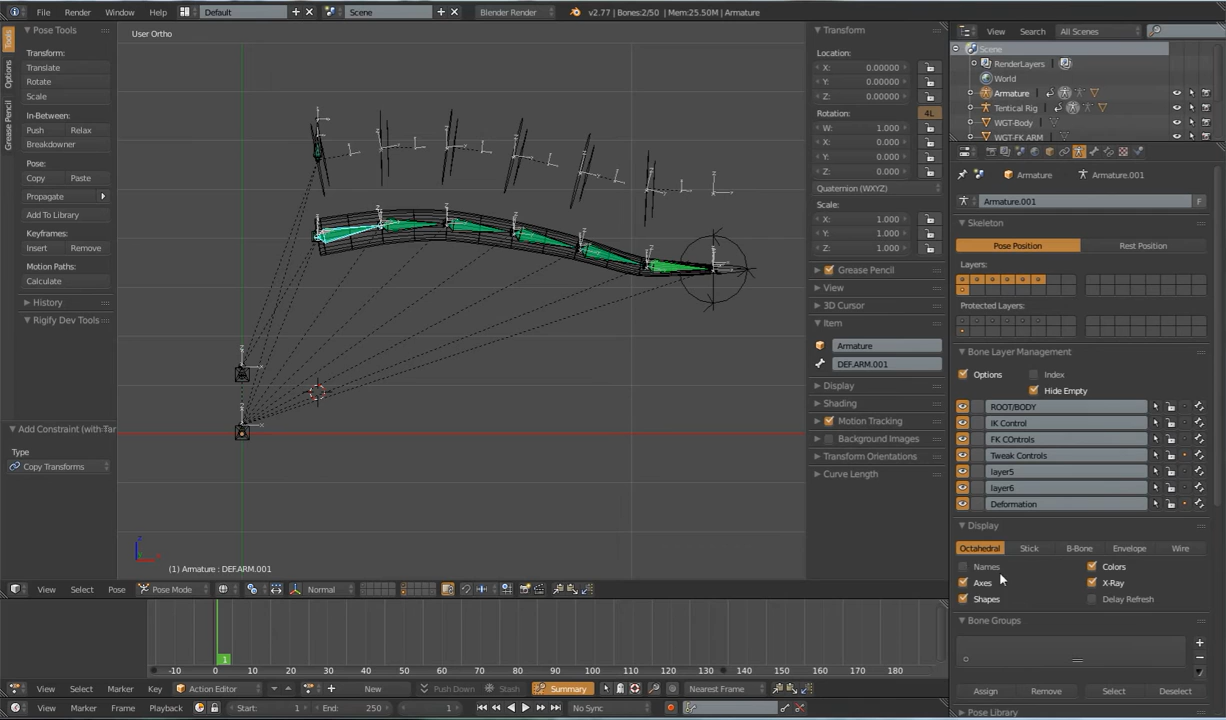 File Render Window Help Default Scene Blender Render v2.77 | Bones:2/50 | Mem:25.50M | Armature
Tools
Options
Grease Pencil
Pose Tools
Transform:
Translate
Rotate
Scale
In-Between:
Push Relax
Breakdowner
Pose:
Copy Paste
Propagate
Add To Library
Keyframes:
Insert Remove
Motion Paths:
Calculate
History
Rigify Dev Tools
Add Constraint (with Tar
Type
Copy Transforms
User Ortho
(1) Armature : DEF.ARM.001
View Select Pose Pose Mode Normal
Transform
Location:
X: 0.00000
Y: 0.00000
Z: 0.00000
Rotation: 4L
W: 1.000
X: 0.000
Y: 0.000
Z: 0.000
Quaternion (WXYZ)
Scale:
X: 1.000
Y: 1.000
Z: 1.000
Grease Pencil
View
3D Cursor
Item
Armature
DEF.ARM.001
Display
Shading
Motion Tracking
Background Images
Transform Orientations
Curve Length
View Search All Scenes
Scene
RenderLayers
World
Armature
Tentical Rig
WGT-Body
WGT-FK ARM
Armature Armature.001
Armature.001 F
Skeleton
Pose Position Rest Position
Layers:
Protected Layers:
Bone Layer Management
Options Index
Hide Empty
ROOT/BODY
IK Control
FK COntrols
Tweak Controls
layer5
layer6
Deformation
Display
Octahedral Stick B-Bone Envelope Wire
Names Colors
Axes X-Ray
Shapes Delay Refresh
Bone Groups
Assign Remove Select Deselect
Pose Library
1
-10 0 10 20 30 40 50 60 70 80 90 100 110 120 130 140 150 160 170 180
View Select Marker Key Action Editor New Push Down Stash Summary Nearest Frame
View Marker Frame Playback Start: 1 End: 250 1 No Sync